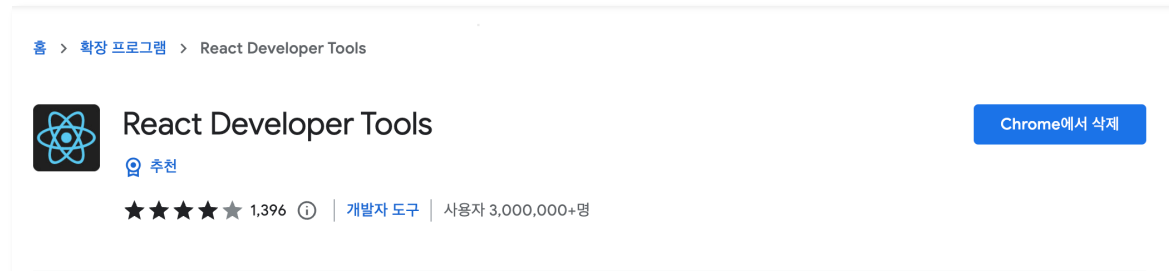 홈 > 확장 프로그램 > React Developer Tools
React Developer Tools
Chrome에서 삭제
추천
1,396 개발자 도구 사용자 3,000,000+명